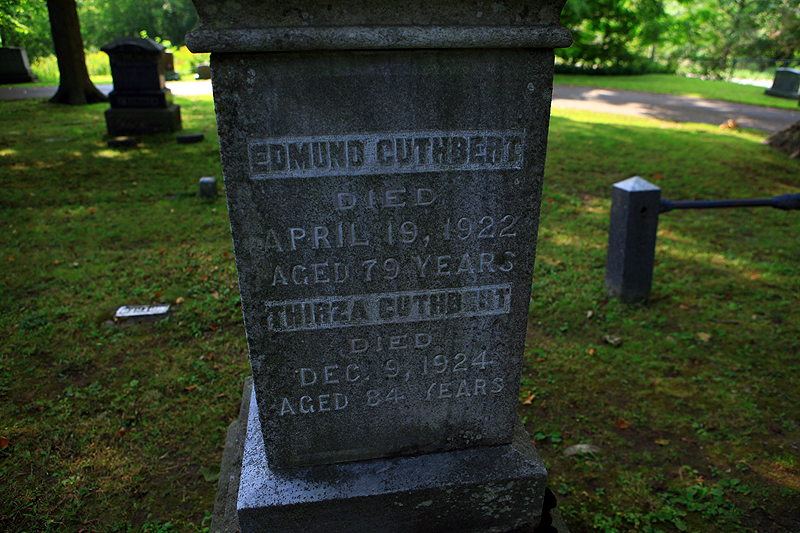 EDMUND CUTHBERT
DIED
APRIL 19, 1922
AGED 79 YEARS
THIRZA CUTHBERT
DIED
DEC. 9, 1924
AGED 84 YEARS